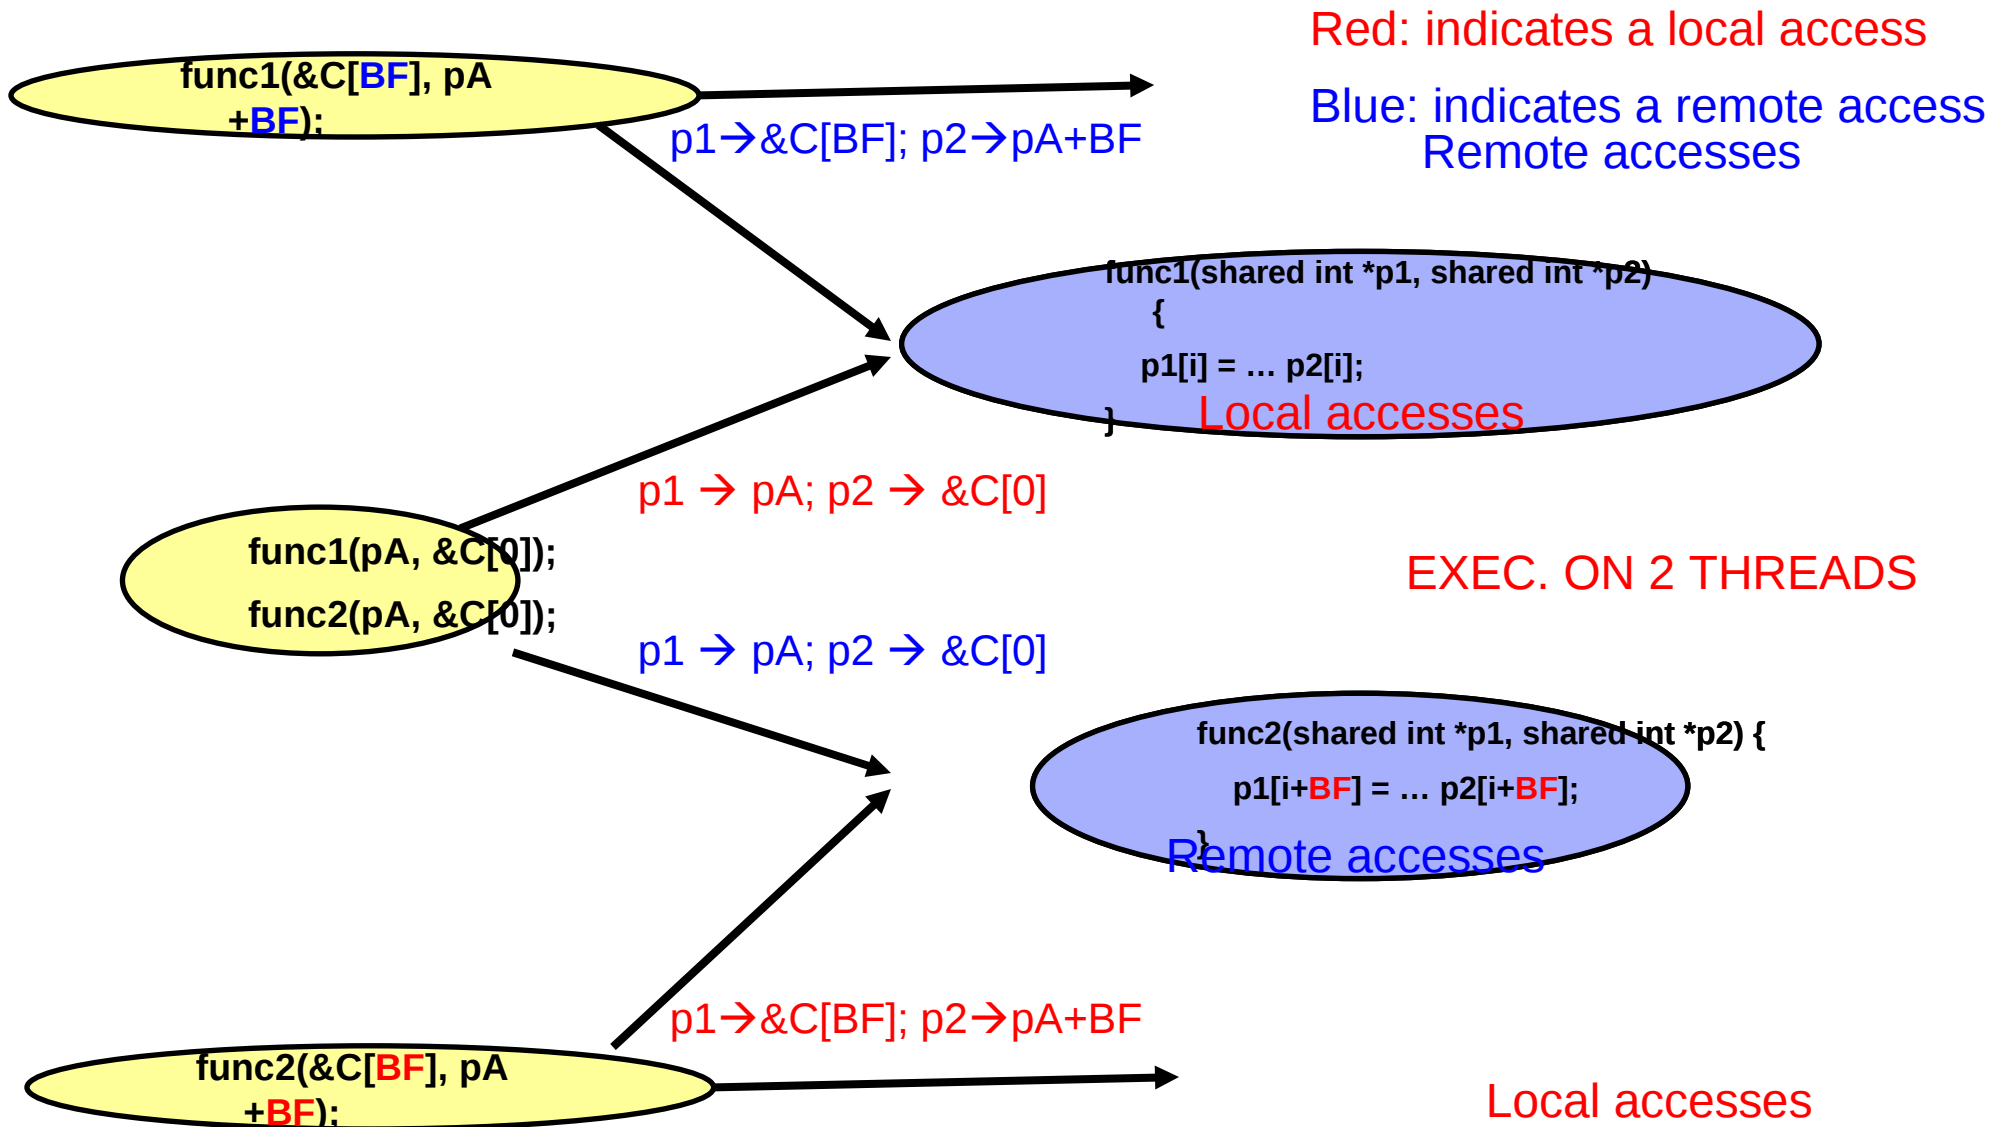 Red: indicates a local access
func1(&C[BF], pA
+BF);
Blue: indicates a remote access
p1→&C[BF]; p2→pA+BF
Remote accesses
func1(shared int *p1, shared int *p2)
{
p1[i] = … p2[i];
}
Local accesses
p1 → pA; p2 → &C[0]
func1(pA, &C[0]);
EXEC. ON 2 THREADS
func2(pA, &C[0]);
p1 → pA; p2 → &C[0]
func2(shared int *p1, shared int *p2) {
p1[i+BF] = … p2[i+BF];
}
Remote accesses
p1→&C[BF]; p2→pA+BF
func2(&C[BF], pA
+BF);
Local accesses